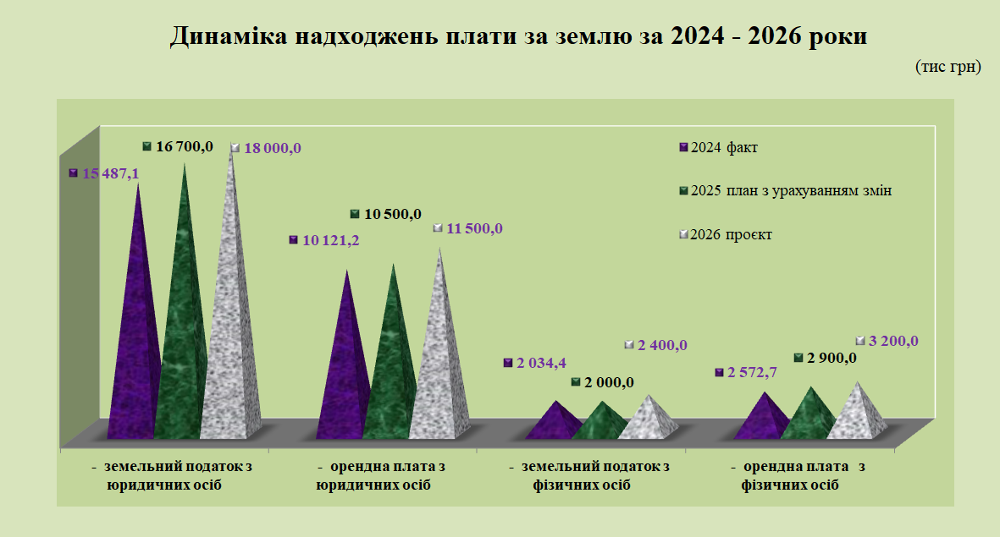 Динаміка надходжень плати за землю за 2024 - 2026 роки
(тис грн)
16 700,0
18 000,0
2024 факт
15 487,1
2025 план з урахуванням змін
10 500,0
11 500,0
2026 проєкт
10 121,2
2 400,0
3 200,0
2 034,4
2 900,0
2 572,7
2 000,0
- земельний податок з
юридичних осіб
- орендна плата з
юридичних осіб
- земельний податок з
фізичних осіб
- орендна плата з
фізичних осіб